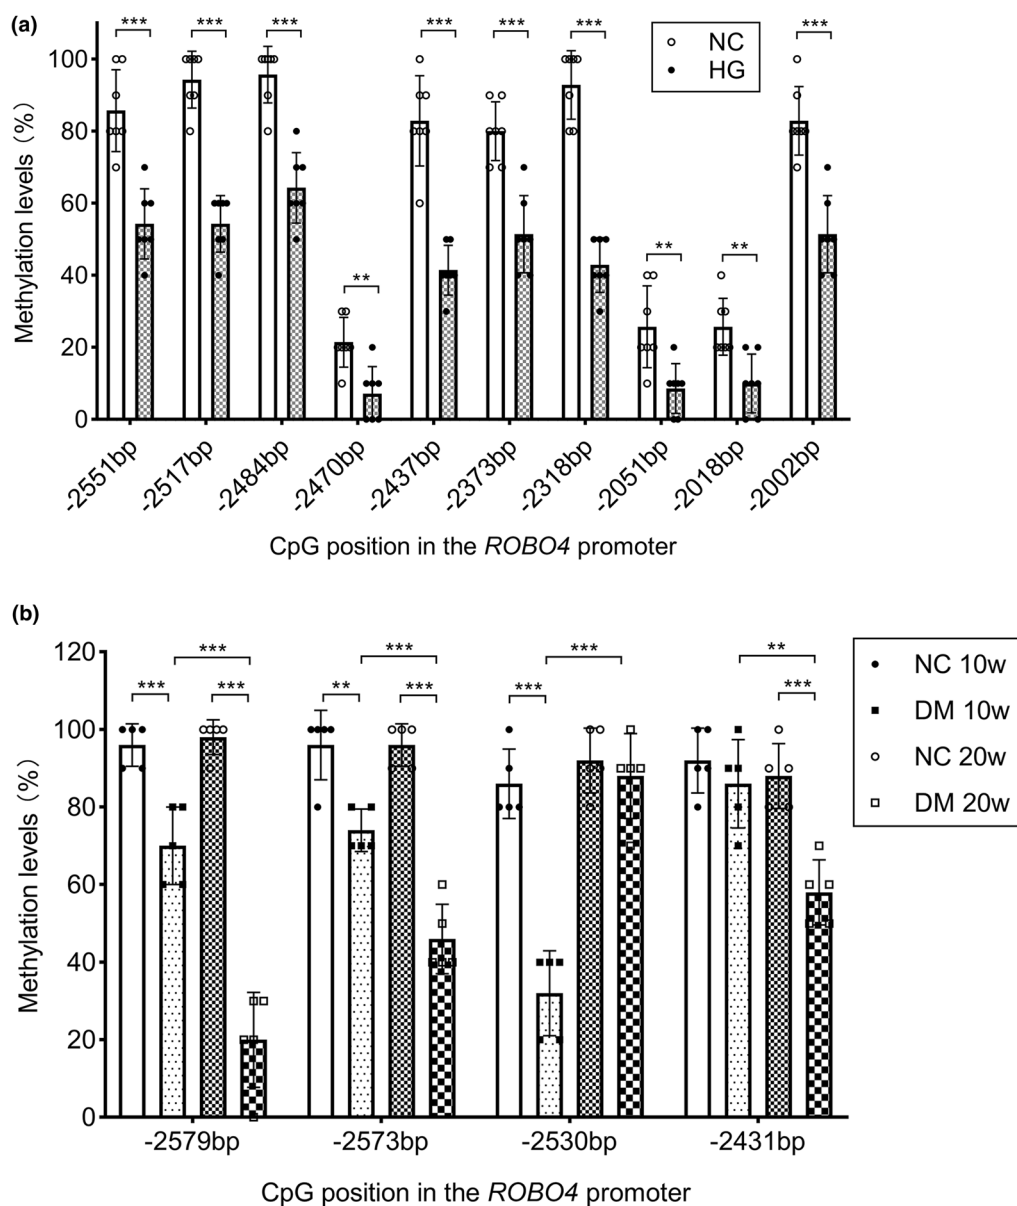 (a)
*** *** *** *** *** *** ***
NC
HG
** ** **
Methylation levels (%)
100
80
60
40
20
0
-2551bp -2517bp -2484bp -2470bp -2437bp -2373bp -2318bp -2051bp -2018bp -2002bp
CpG position in the ROBO4 promoter
(b)
*** *** *** **
*** *** ** *** *** ***
NC 10w
DM 10w
NC 20w
DM 20w
Methylation levels (%)
120
100
80
60
40
20
0
-2579bp -2573bp -2530bp -2431bp
CpG position in the ROBO4 promoter